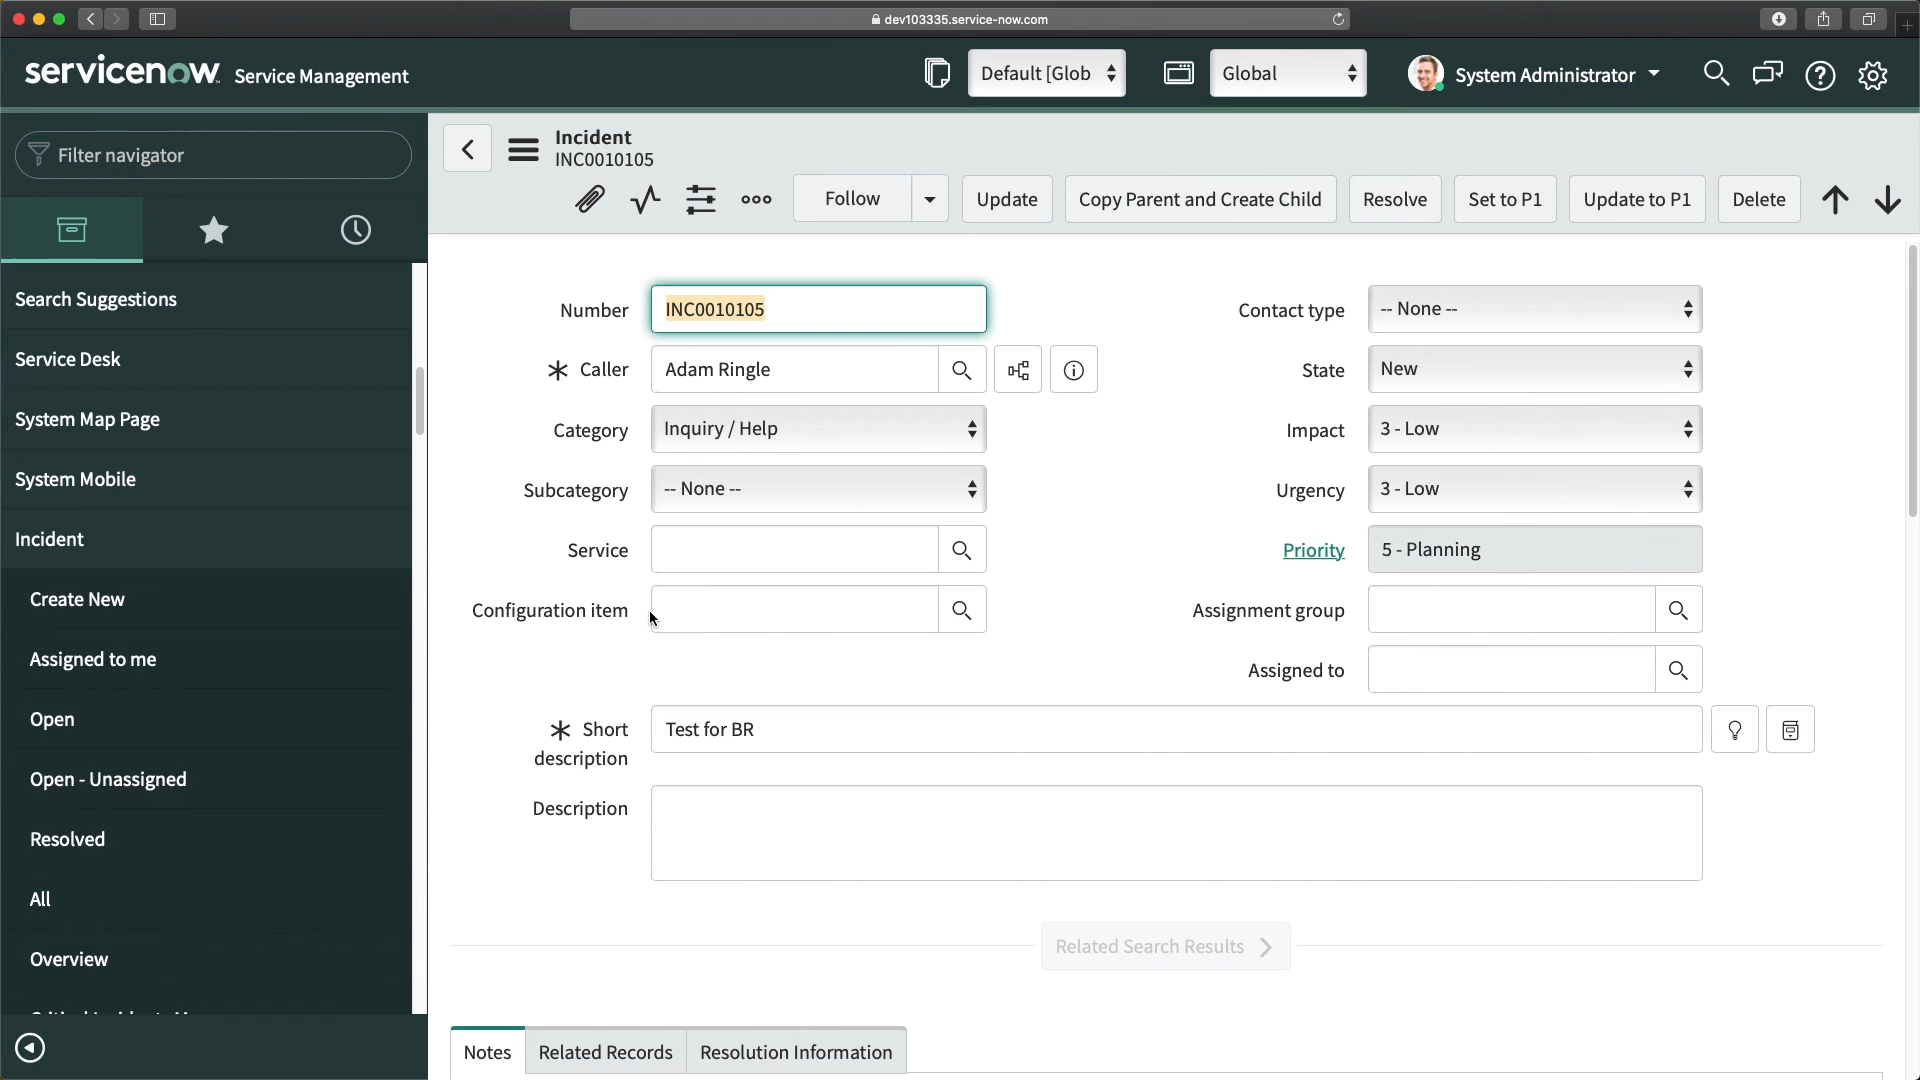 dev103335.service-now.com
servicenow Service Management
Default [Glob
Global
System Administrator
Filter navigator
Search Suggestions
Service Desk
System Map Page
System Mobile
Incident
Create New
Assigned to me
Open
Open - Unassigned
Resolved
All
Overview
Incident
INC0010105
Follow
Update
Copy Parent and Create Child
Resolve
Set to P1
Update to P1
Delete
Number INC0010105
Caller Adam Ringle
Category Inquiry / Help
Subcategory -- None --
Service
Configuration item
Contact type -- None --
State New
Impact 3 - Low
Urgency 3 - Low
Priority 5 - Planning
Assignment group
Assigned to
Short description Test for BR
Description
Related Search Results
Notes
Related Records
Resolution Information